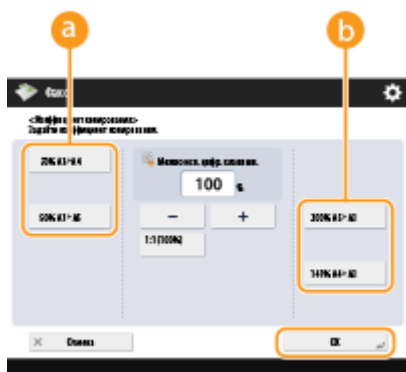 a
b
<Коэффициент копирования>
Задайте коэффициент копирования.
70% A3->A4
100 %
50% A3->A5
-
+
200% A5->A3
1:1 (100%)
141% A4->A3
Отмена
OK